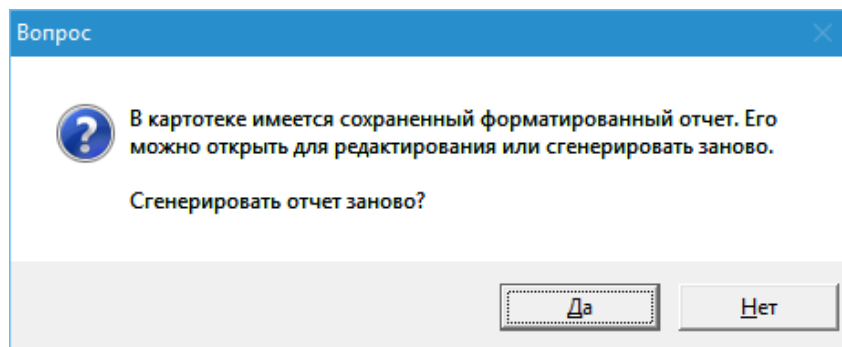 Вопрос
В картотеке имеется сохраненный форматированный отчет. Его
можно открыть для редактирования или сгенерировать заново.
Сгенерировать отчет заново?
Да
Нет